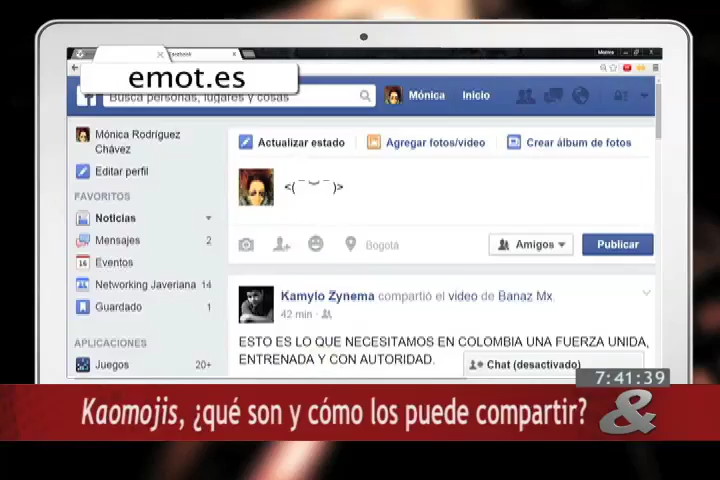 Facebook
Mónica
emot.es
Busca personas, lugares y cosas
Mónica
Inicio
Mónica Rodríguez
Chávez
Editar perfil
FAVORITOS
Noticias
Mensajes 2
Eventos
Networking Javeriana 14
Guardado 1
APLICACIONES
Juegos 20+
Actualizar estado
Agregar fotos/video
Crear álbum de fotos
<(¯︶¯)>
Bogotá
Amigos
Publicar
Kamylo Zynema compartió el video de Banaz Mx.
42 min
ESTO ES LO QUE NECESITAMOS EN COLOMBIA UNA FUERZA UNIDA,
ENTRENADA Y CON AUTORIDAD.
Chat (desactivado)
7:41:39
Kaomojis, ¿qué son y cómo los puede compartir?
&